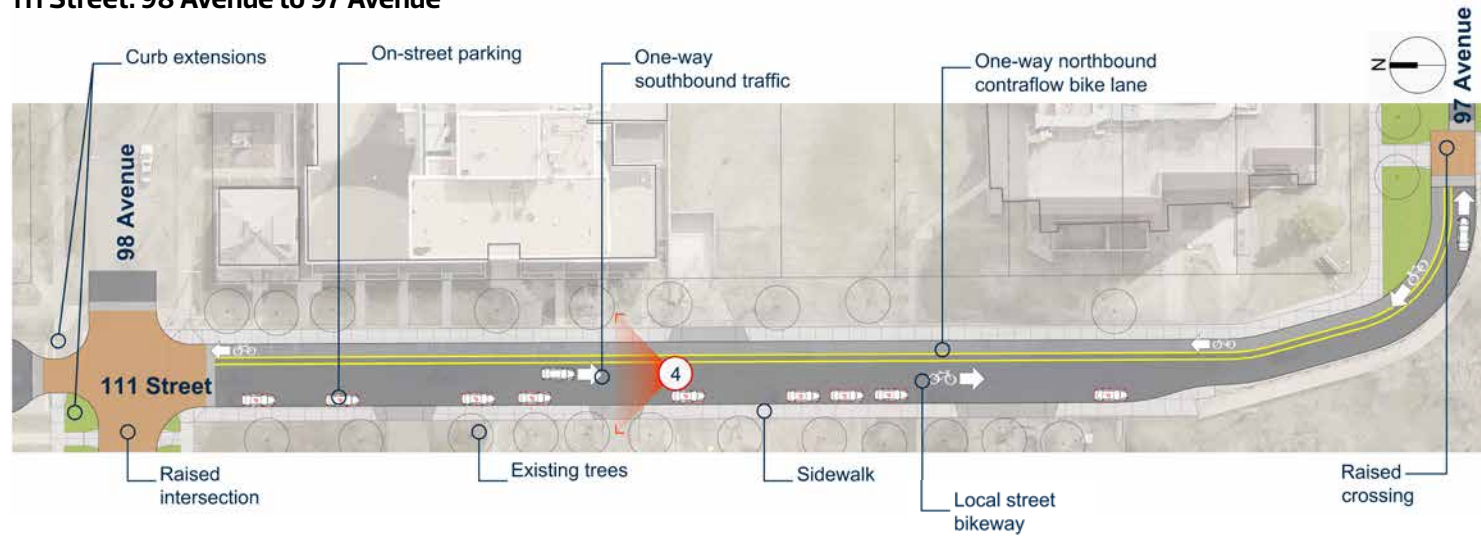 111 Street: 98 Avenue to 97 Avenue
Curb extensions
On-street parking
One-way
southbound traffic
One-way northbound
contraflow bike lane
N
97 Avenue
98 Avenue
111 Street
4
Raised
intersection
Existing trees
Sidewalk
Local street
bikeway
Raised
crossing